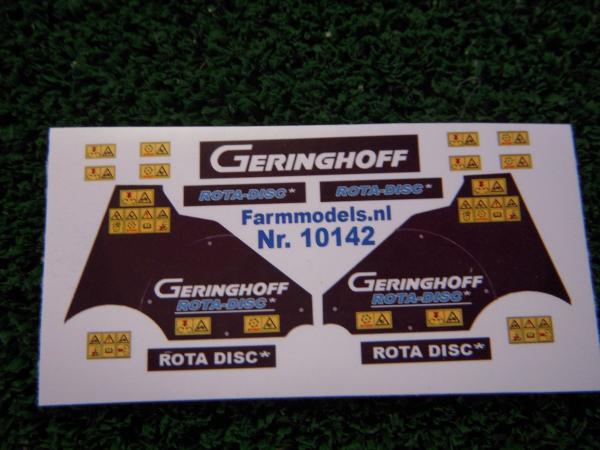 GERINGHOFF
ROTA-DISC* ROTA-DISC*
Farmmodels.nl
Nr. 10142
GERINGHOFF
ROTA-DISC*
GERINGHOFF
ROTA-DISC*
ROTA DISC*
ROTA DISC*